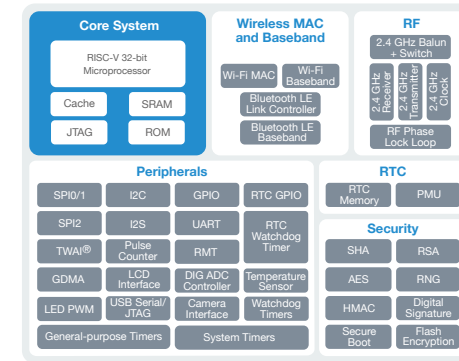 Core System
RISC-V 32-bit
Microprocessor
Cache
SRAM
JTAG
ROM
Wireless MAC
and Baseband
Wi-Fi MAC
Wi-Fi
Baseband
Bluetooth LE
Link Controller
Bluetooth LE
Baseband
RF
2.4 GHz Balun
+ Switch
2.4 GHz
Receiver
2.4 GHz
Transmitter
2.4 GHz
Clock
RF Phase
Lock Loop
Peripherals
SPI0/1
I2C
GPIO
RTC GPIO
SPI2
I2S
UART
RTC
Watchdog
Timer
TWAI®
Pulse
Counter
RMT
GDMA
LCD
Interface
DIG ADC
Controller
Temperature
Sensor
LED PWM
USB Serial/
JTAG
Camera
Interface
Watchdog
Timers
General-purpose Timers
System Timers
RTC
RTC
Memory
PMU
Security
SHA
RSA
AES
RNG
HMAC
Digital
Signature
Secure
Boot
Flash
Encryption